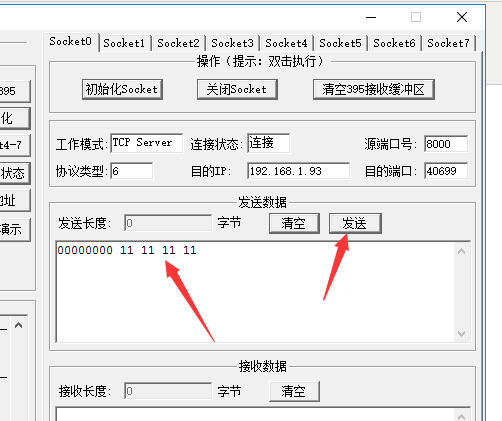 Socket0 Socket1 Socket2 Socket3 Socket4 Socket5 Socket6 Socket7
操作（提示：双击执行）
395
初始化Socket 关闭Socket 清空395接收缓冲区
化
t4-7
工作模式: TCP Server 连接状态: 连接 源端口号: 8000
状态
协议类型: 6 目的IP: 192.168.1.93 目的端口: 40699
地址
发送数据
演示
发送长度: 0 字节 清空 发送
00000000 11 11 11 11
接收数据
接收长度: 0 字节 清空